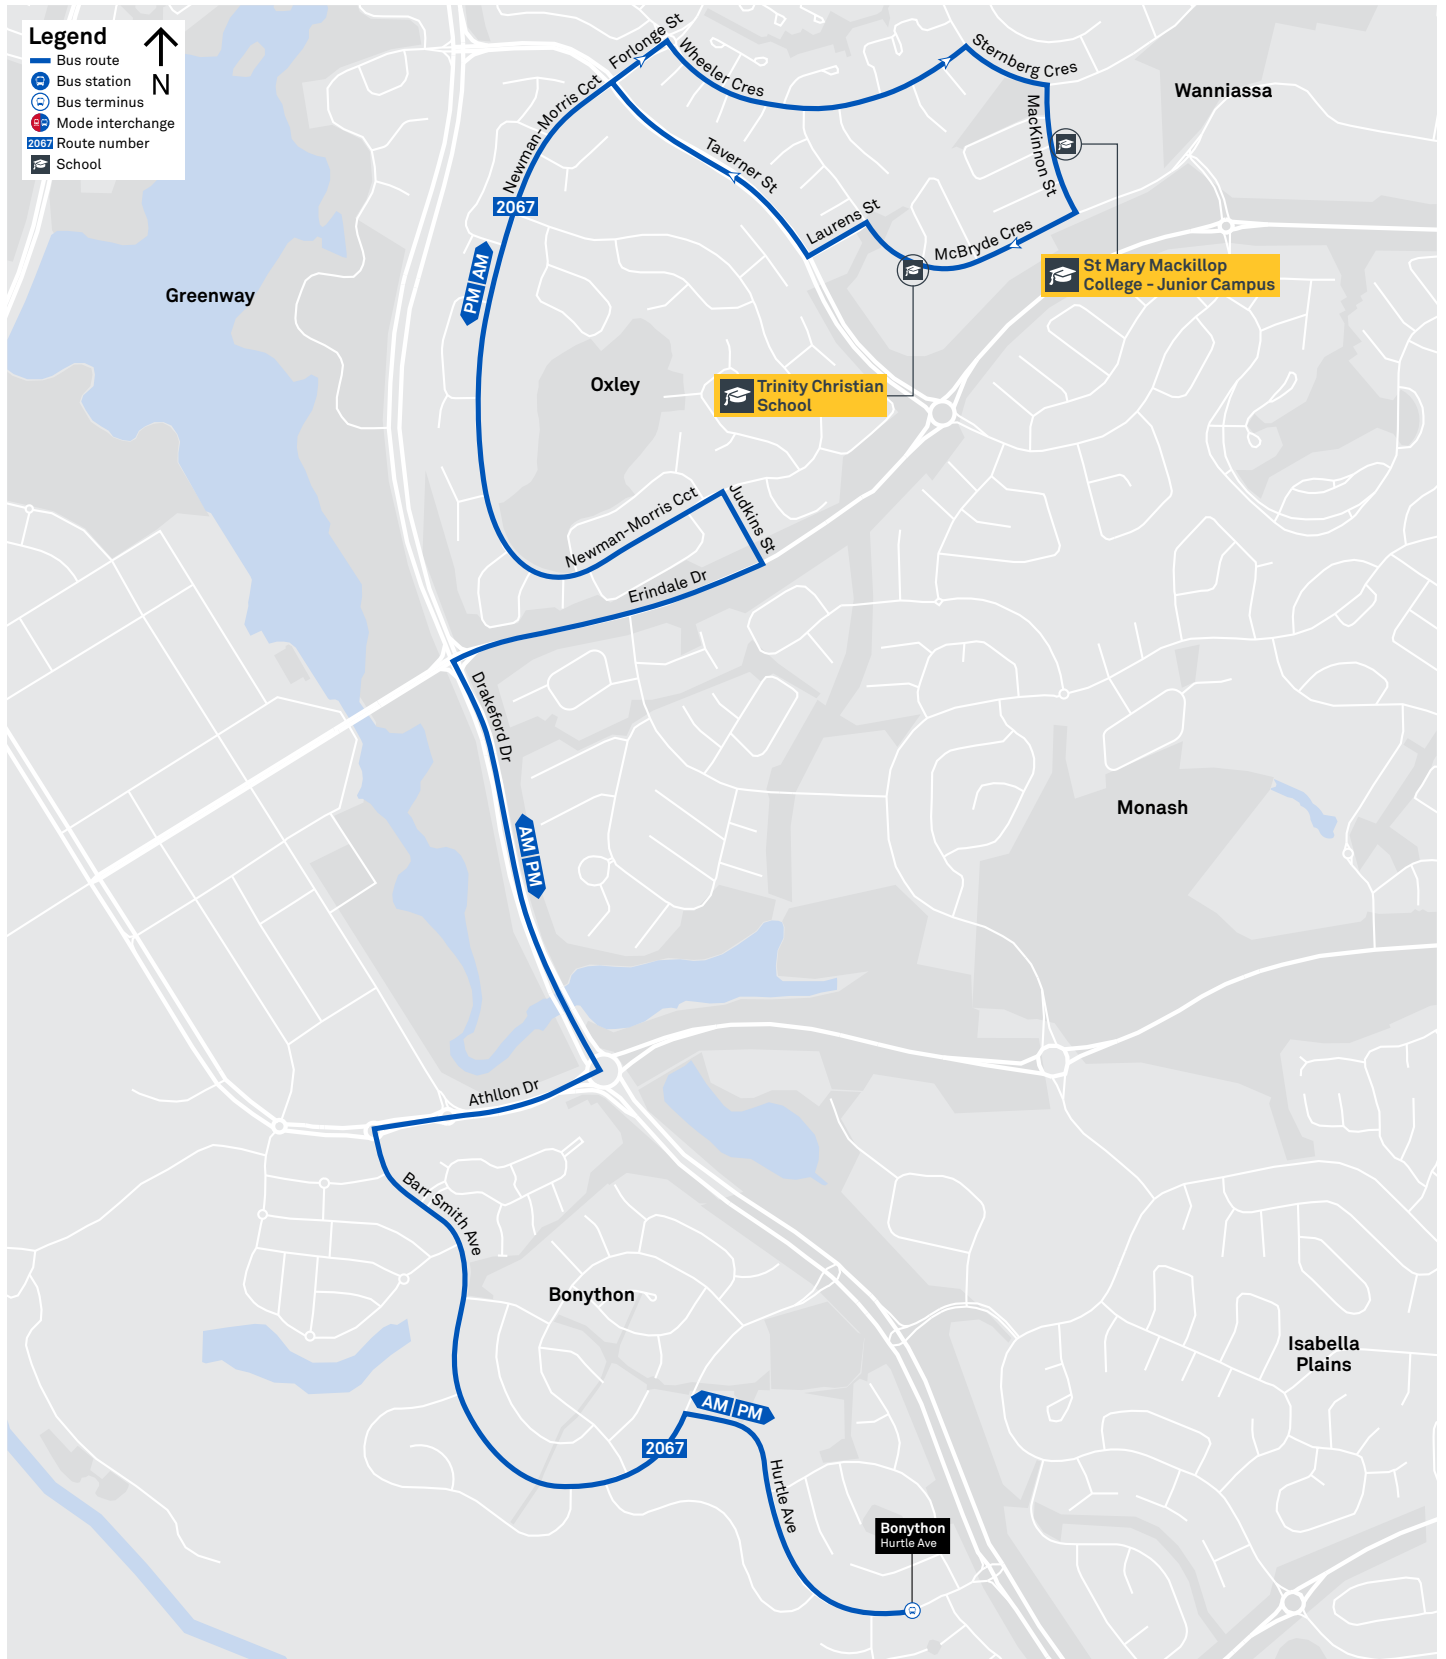 Legend
Bus route
Bus station
Bus terminus
Mode interchange
2067 Route number
School
N
Forlonge St
Wheeler Cres
Sternberg Cres
Wanniassa
Newman-Morris Cct
MacKinnon St
Taverner St
2067
Laurens St
McBryde Cres
PM | AM
St Mary Mackillop
College - Junior Campus
Greenway
Oxley
Trinity Christian
School
Newman-Morris Cct
Judkins St
Erindale Dr
Drakeford Dr
Monash
AM | PM
Athllon Dr
Barr Smith Ave
Bonython
Isabella
Plains
AM | PM
2067
Hurtle Ave
Bonython
Hurtle Ave